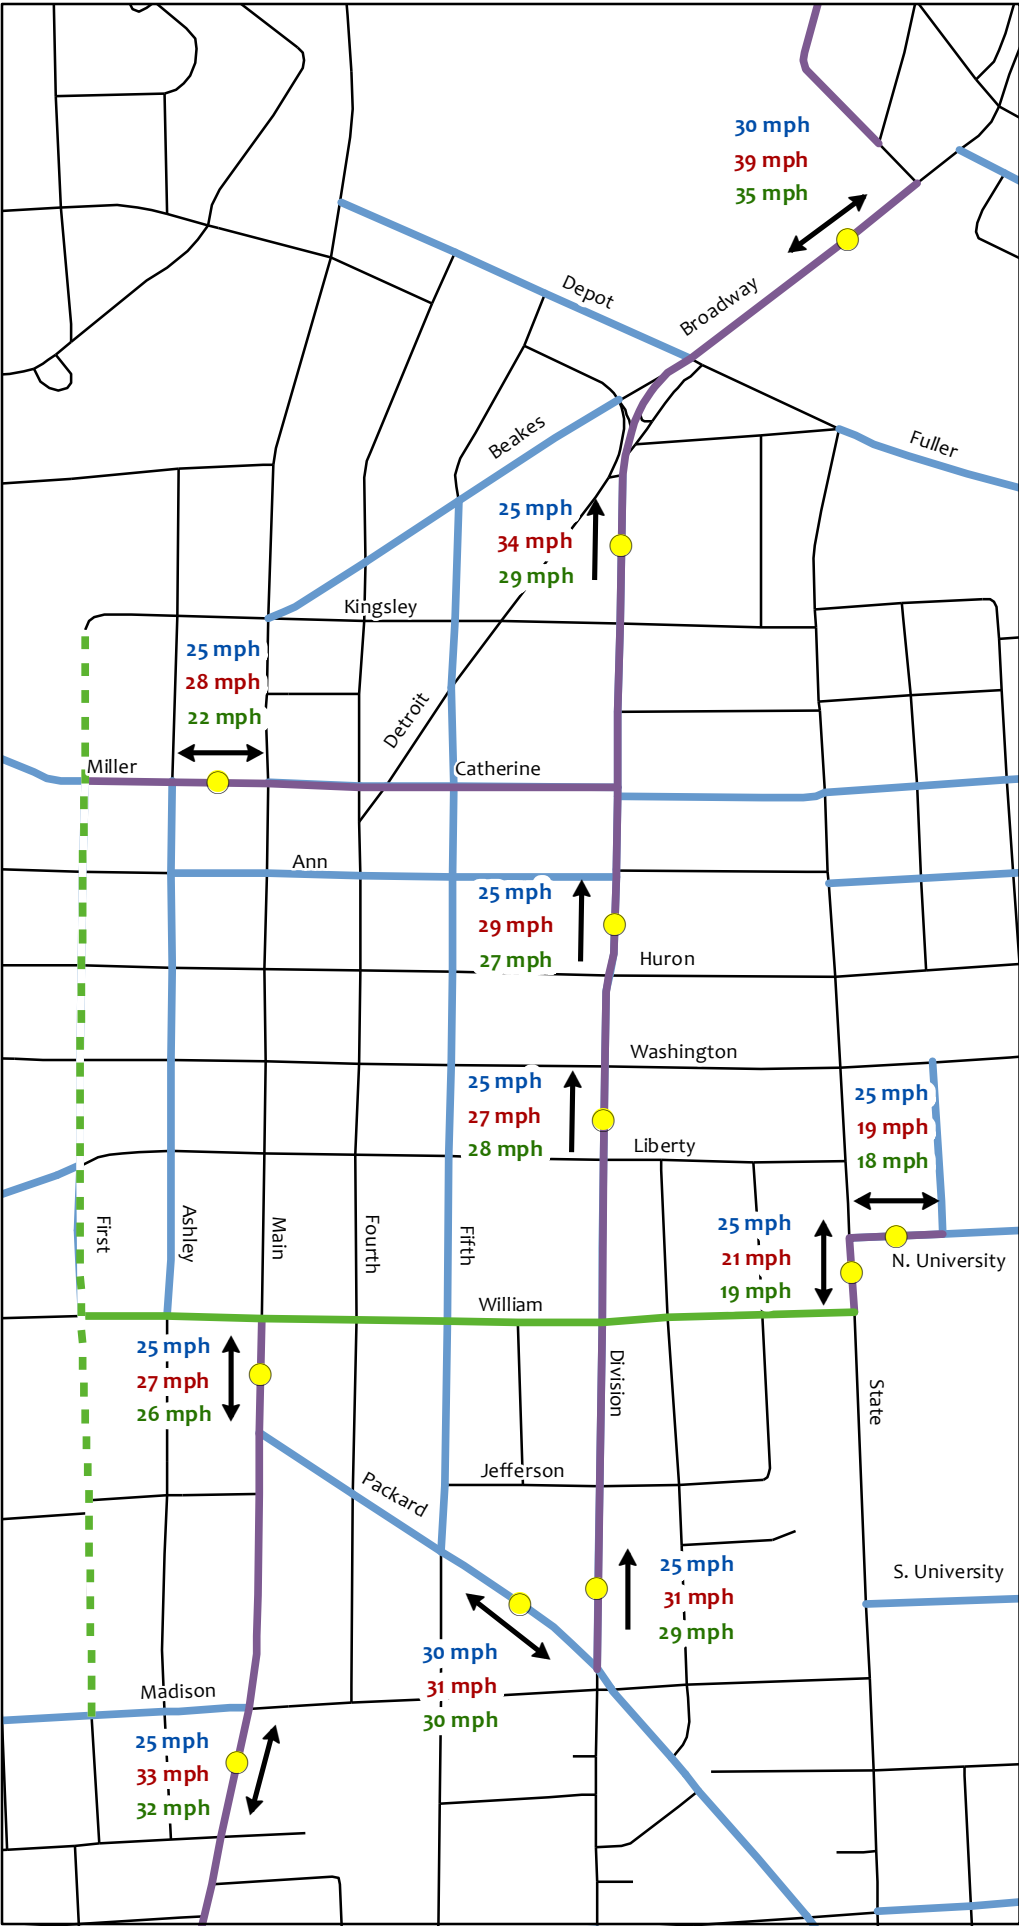 30 mph
39 mph
35 mph
Depot
Broadway
Beakes
Fuller
25 mph
34 mph
29 mph
Kingsley
25 mph
28 mph
22 mph
Detroit
Miller
Catherine
Ann
25 mph
29 mph
27 mph
Huron
Washington
25 mph
27 mph
28 mph
25 mph
19 mph
18 mph
Liberty
First
Ashley
Main
Fourth
Fifth
25 mph
21 mph
19 mph
N. University
William
25 mph
27 mph
26 mph
Division
State
Jefferson
Packard
25 mph
31 mph
29 mph
S. University
30 mph
31 mph
30 mph
Madison
25 mph
33 mph
32 mph